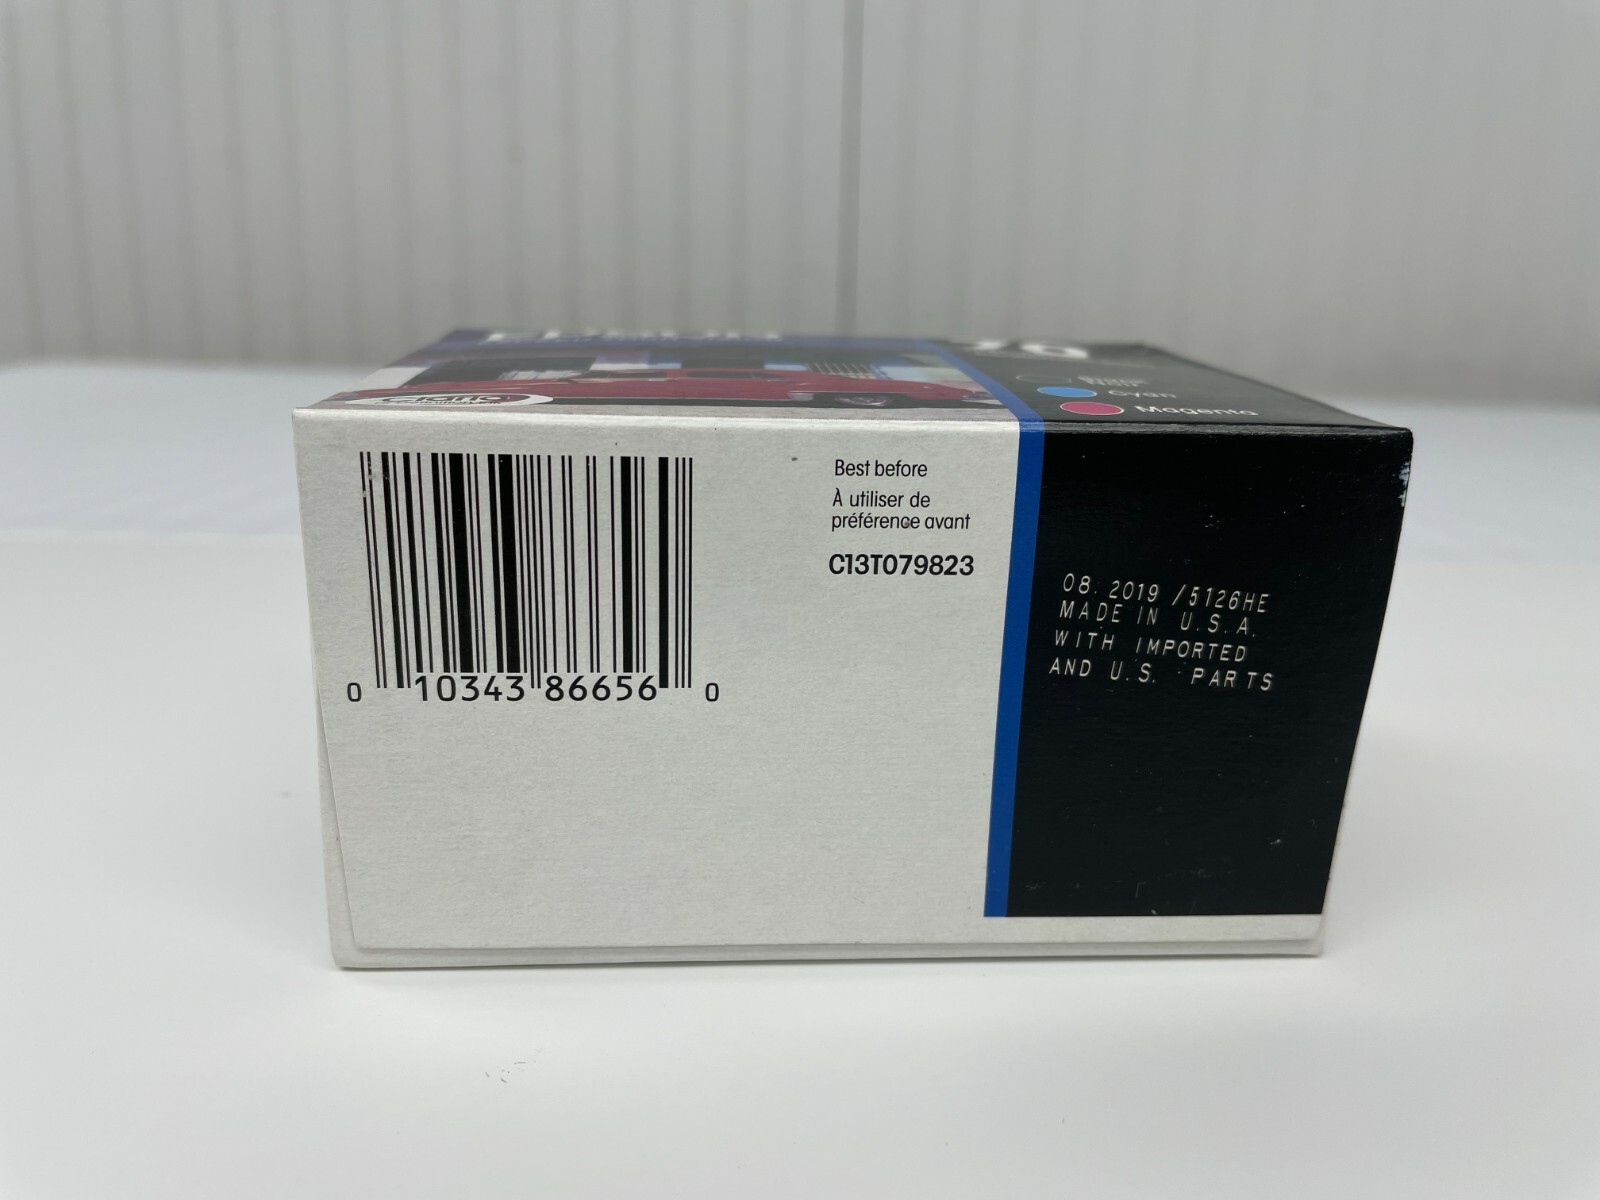 Cyan
Magenta
Best before
À utiliser de
préférence avant
C13T079823
0 10343 86656 0
08. 2019 /5126HE
MADE IN U.S.A.
WITH IMPORTED
AND U.S. PARTS